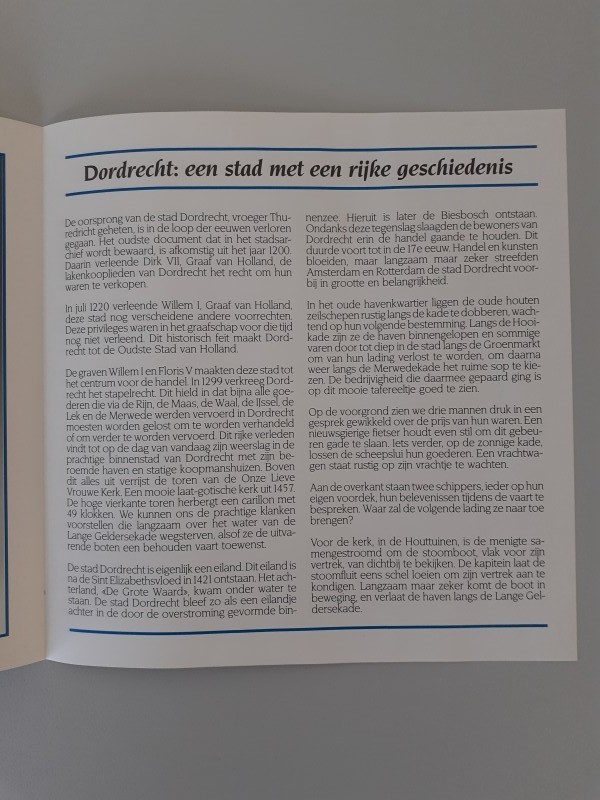 Dordrecht: een stad met een rijke geschiedenis
De oorsprong van de stad Dordrecht, vroeger Thu-
redricht geheten, is in de loop der eeuwen verloren
gegaan. Het oudste document dat in het stadsar-
chief wordt bewaard, is afkomstig uit het jaar 1200.
Daarin verleende Dirk VII, Graaf van Holland, de
lakenkooplieden van Dordrecht het recht om hun
waren te verkopen.
In juli 1220 verleende Willem I, Graaf van Holland,
deze stad nog verscheidene andere voorrechten.
Deze privileges waren in het graafschap voor die tijd
nog niet verleend. Dit historisch feit maakt Dord-
recht tot de Oudste Stad van Holland.
De graven Willem I en Floris V maakten deze stad tot
het centrum voor de handel. In 1299 verkreeg Dord-
recht het stapelrecht. Dit hield in dat bijna alle goe-
deren die via de Rijn, de Maas, de Waal, de IJssel, de
Lek en de Merwede werden vervoerd in Dordrecht
moesten worden gelost om te worden verhandeld
of om verder te worden vervoerd. Dit rijke verleden
vindt tot op de dag van vandaag zijn weerslag in de
prachtige binnenstad van Dordrecht met zijn be-
roemde haven en statige koopmanshuizen. Boven
dit alles uit verrijst de toren van de Onze Lieve
Vrouwe Kerk. Een mooie laat-gotische kerk uit 1457.
De hoge vierkante toren herbergt een carillon met
49 klokken. We kunnen ons de prachtige klanken
voorstellen die langzaam over het water van de
Lange Geldersekade wegsterven, alsof ze de uitva-
rende boten een behouden vaart toewenst.
De stad Dordrecht is eigenlijk een eiland. Dit eiland is
na de Sint Elizabethsvloed in 1421 ontstaan. Het ach-
terland, «De Grote Waard», kwam onder water te
staan. De stad Dordrecht bleef zo als een eilandje
achter in de door de overstroming gevormde bin-
nenzee. Hieruit is later de Biesbosch ontstaan.
Ondanks deze tegenslag slaagden de bewoners van
Dordrecht erin de handel gaande te houden. Dit
duurde voort tot in de 17e eeuw. Handel en kunsten
bloeiden, maar langzaam maar zeker streefden
Amsterdam en Rotterdam de stad Dordrecht voor-
bij in grootte en belangrijkheid.
In het oude havenkwartier liggen de oude houten
zeilschepen rustig langs de kade te dobberen, wach-
tend op hun volgende bestemming. Langs de Hooi-
kade zijn ze de haven binnengelopen en sommige
varen door tot diep in de stad langs de Groenmarkt
om van hun lading verlost te worden, om daarna
weer langs de Merwedekade het ruime sop te kie-
zen. De bedrijvigheid die daarmee gepaard ging is
op dit mooie tafereeltje goed te zien.
Op de voorgrond zien we drie mannen druk in een
gesprek gewikkeld over de prijs van hun waren. Een
nieuwsgierige fietser houdt even stil om dit gebeu-
ren gade te slaan. Iets verder, op de zonnige kade,
lossen de scheepslui hun goederen. Een vrachtwa-
gen staat rustig op zijn vrachtje te wachten.
Aan de overkant staan twee schippers, ieder op hun
eigen voordek, hun belevenissen tijdens de vaart te
bespreken. Waar zal de volgende lading ze naar toe
brengen?
Voor de kerk, in de Houttuinen, is de menigte sa-
mengestroomd om de stoomboot, vlak voor zijn
vertrek, van dichtbij te bekijken. De kapitein laat de
stoomfluit eens schel loeien om zijn vertrek aan te
kondigen. Langzaam maar zeker komt de boot in
beweging, en verlaat de haven langs de Lange Gel-
dersekade.